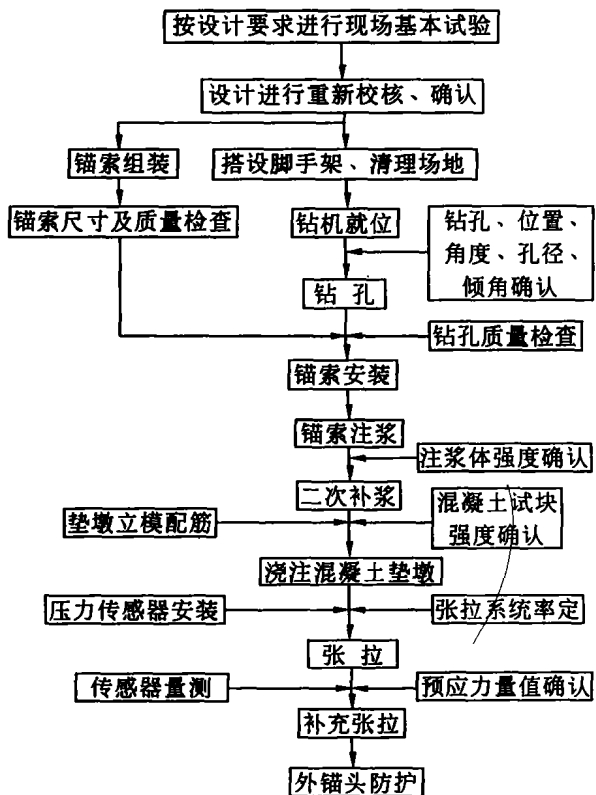 按设计要求进行现场基本试验
设计进行重新校核、确认
锚索组装
搭设脚手架、清理场地
锚索尺寸及质量检查
钻机就位
钻孔、位置、
角度、孔径、
倾角确认
钻 孔
钻孔质量检查
锚索安装
锚索注浆
注浆体强度确认
二次补浆
垫墩立模配筋
混凝土试块
强度确认
浇注混凝土垫墩
压力传感器安装
张拉系统率定
张 拉
传感器量测
预应力量值确认
补充张拉
外锚头防护